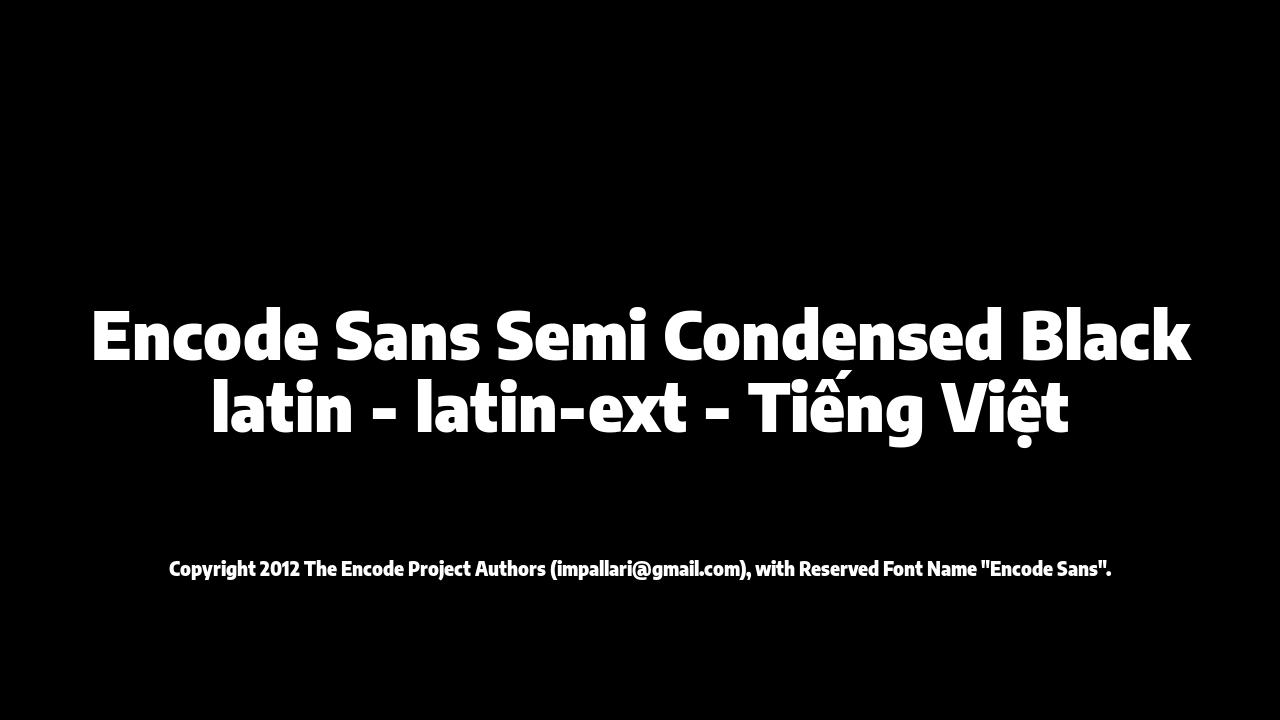 Encode Sans Semi Condensed Black
latin - latin-ext - Tiếng Việt
Copyright 2012 The Encode Project Authors (impallari@gmail.com), with Reserved Font Name "Encode Sans".